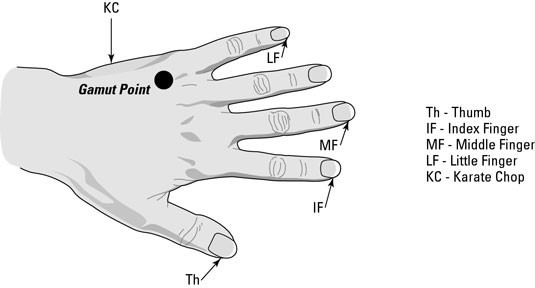 KC
LF
Gamut Point
MF
IF
Th
Th - Thumb
IF - Index Finger
MF - Middle Finger
LF - Little Finger
KC - Karate Chop